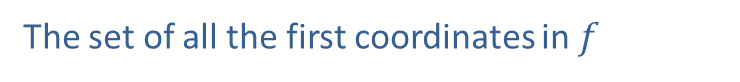 The set of all the first coordinates in f